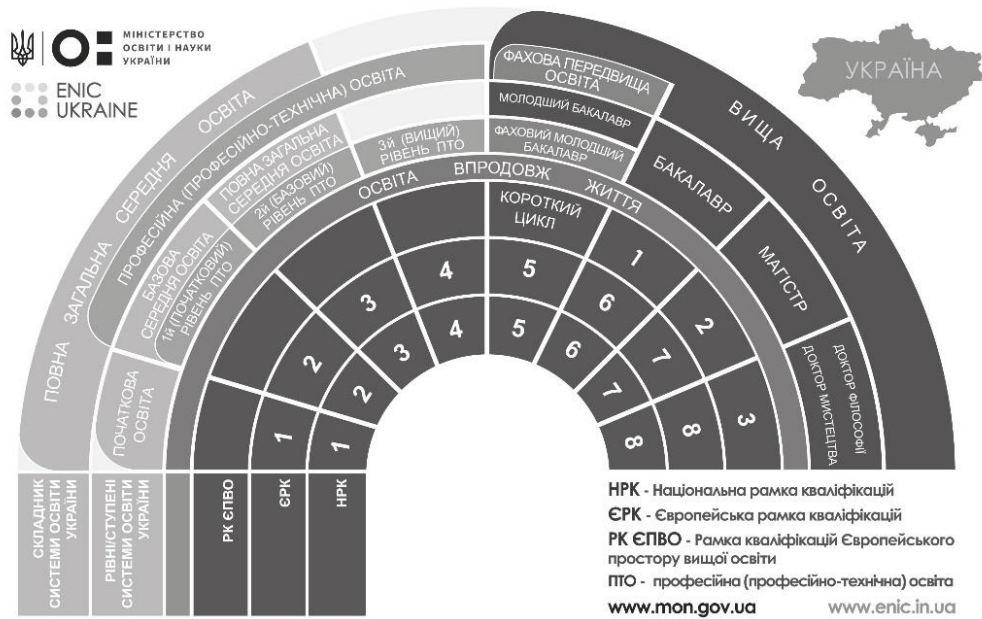 МІНІСТЕРСТВО
ОСВІТИ І НАУКИ
УКРАЇНИ
ENIC
UKRAINE
УКРАЇНА
ПОВНА ЗАГАЛЬНА СЕРЕДНЯ ОСВІТА
ВИЩА ОСВІТА
ПРОФЕСІЙНА (ПРОФЕСІЙНО-ТЕХНІЧНА) ОСВІТА
ФАХОВА ПЕРЕДВИЩА
ОСВІТА
ПОЧАТКОВА
ОСВІТА
БАЗОВА
СЕРЕДНЯ ОСВІТА
1й (ПОЧАТКОВИЙ)
РІВЕНЬ ПТО
ПОВНА ЗАГАЛЬНА
СЕРЕДНЯ ОСВІТА
2й (БАЗОВИЙ)
РІВЕНЬ ПТО
3й (ВИЩИЙ)
РІВЕНЬ ПТО
МОЛОДШИЙ БАКАЛАВР
ФАХОВИЙ МОЛОДШИЙ
БАКАЛАВР
БАКАЛАВР
МАГІСТР
ДОКТОР ФІЛОСОФІЇ
ДОКТОР МИСТЕЦТВА
ОСВІТА ВПРОДОВЖ ЖИТТЯ
КОРОТКИЙ
ЦИКЛ
1
2
3
1
2
3
4
5
6
7
8
1
2
3
4
5
6
7
8
СКЛАДНИК
СИСТЕМИ ОСВІТИ
УКРАЇНИ
РІВНІ/СТУПЕНІ
СИСТЕМИ ОСВІТИ
УКРАЇНИ
РК ЄПВО
ЄРК
НРК
НРК - Національна рамка кваліфікацій
ЄРК - Європейська рамка кваліфікацій
РК ЄПВО - Рамка кваліфікацій Європейського
простору вищої освіти
ПТО - професійна (професійно-технічна) освіта
www.mon.gov.ua
www.enic.in.ua